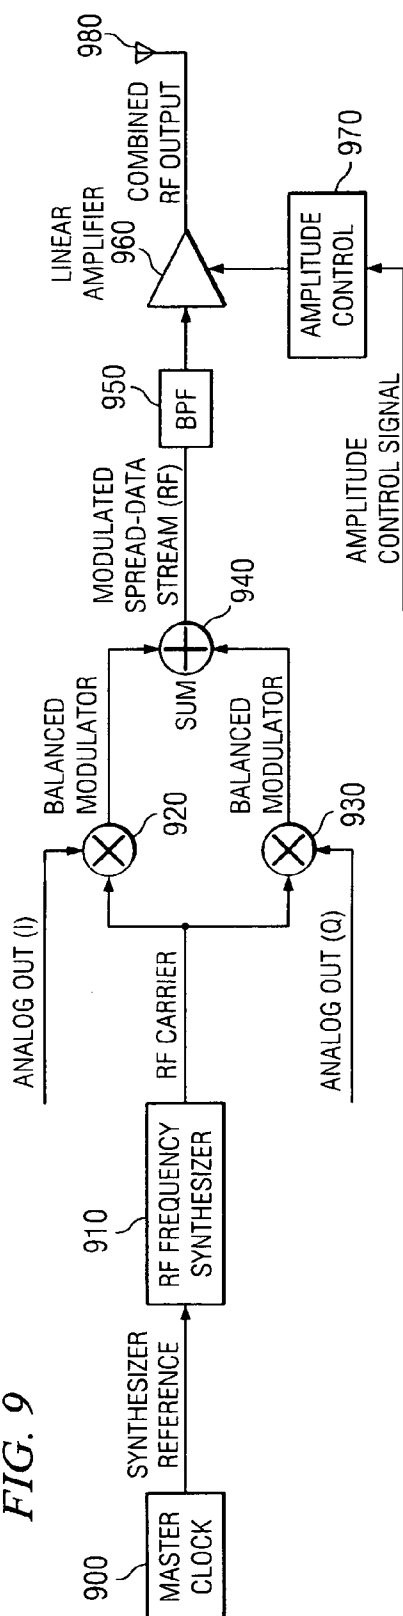 FIG. 9
900
MASTER
CLOCK
SYNTHESIZER
REFERENCE
910
RF FREQUENCY
SYNTHESIZER
RF CARRIER
ANALOG OUT (I)
ANALOG OUT (Q)
920
BALANCED
MODULATOR
930
BALANCED
MODULATOR
SUM
940
MODULATED
SPREAD-DATA
STREAM (RF)
950
BPF
LINEAR
AMPLIFIER
960
COMBINED
RF OUTPUT
980
AMPLITUDE
CONTROL
970
AMPLITUDE
CONTROL SIGNAL